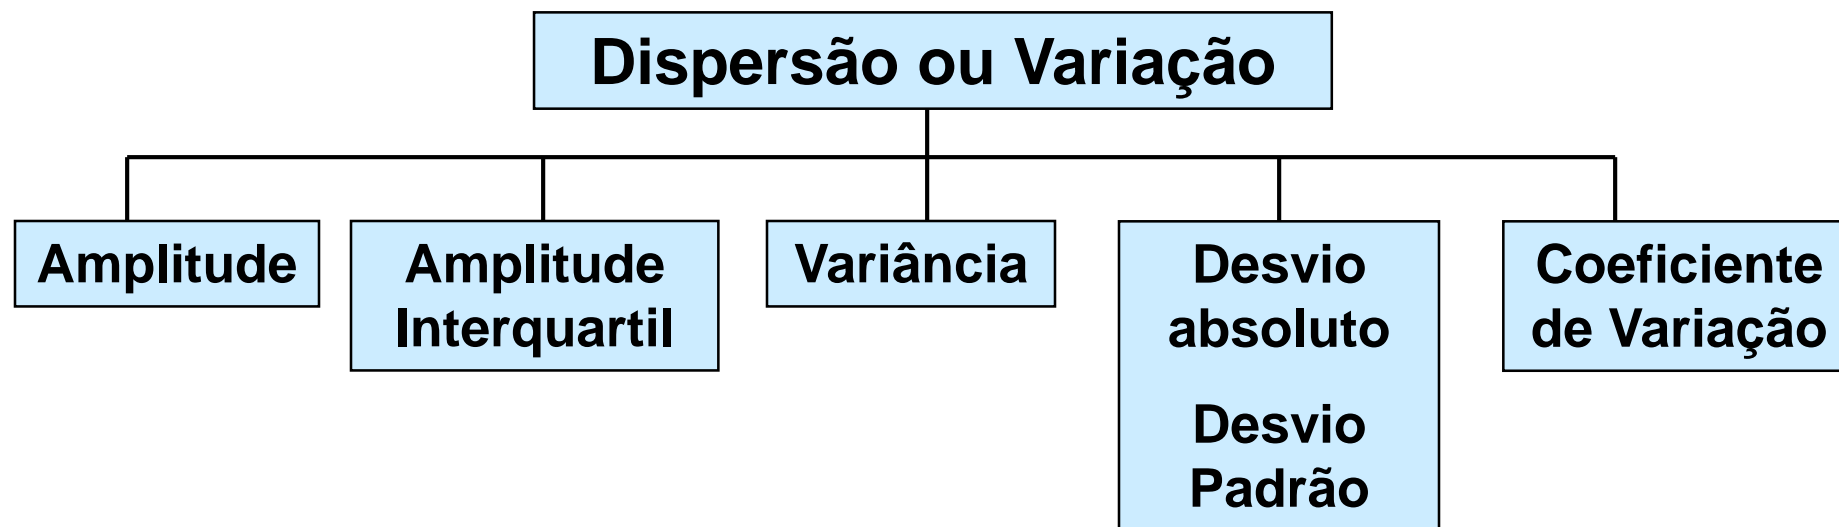 Dispersão ou Variação
Amplitude
Amplitude
Interquartil
Variância
Desvio
absoluto
Desvio
Padrão
Coeficiente
de Variação